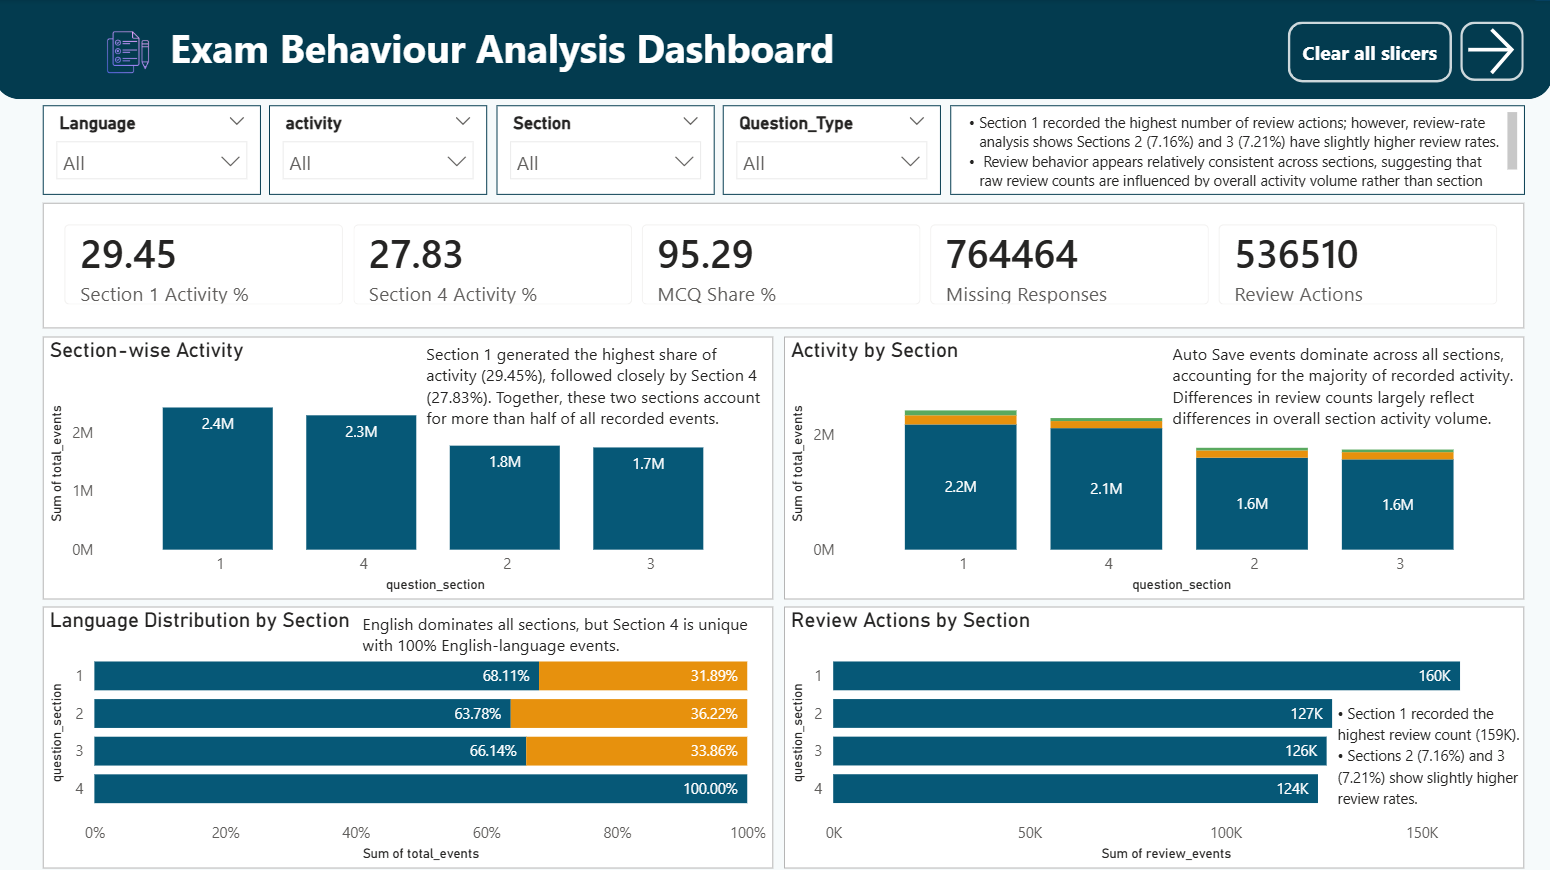 Exam Behaviour Analysis Dashboard
Clear all slicers
Language
All
activity
All
Section
All
Question_Type
All
• Section 1 recorded the highest number of review actions; however, review-rate
analysis shows Sections 2 (7.16%) and 3 (7.21%) have slightly higher review rates.
• Review behavior appears relatively consistent across sections, suggesting that
raw review counts are influenced by overall activity volume rather than section
29.45
Section 1 Activity %
27.83
Section 4 Activity %
95.29
MCQ Share %
764464
Missing Responses
536510
Review Actions
Section-wise Activity
Section 1 generated the highest share of
activity (29.45%), followed closely by Section 4
(27.83%). Together, these two sections account
for more than half of all recorded events.
Sum of total_events
2M
1M
0M
2.4M
2.3M
1.8M
1.7M
1
4
2
3
question_section
Activity by Section
Auto Save events dominate across all sections,
accounting for the majority of recorded activity.
Differences in review counts largely reflect
differences in overall section activity volume.
Sum of total_events
2M
0M
2.2M
2.1M
1.6M
1.6M
1
4
2
3
question_section
Language Distribution by Section
English dominates all sections, but Section 4 is unique
with 100% English-language events.
question_section
1
68.11%
31.89%
2
63.78%
36.22%
3
66.14%
33.86%
4
100.00%
0%
20%
40%
60%
80%
100%
Sum of total_events
Review Actions by Section
question_section
1
160K
2
127K
3
126K
4
124K
• Section 1 recorded the
highest review count (159K).
• Sections 2 (7.16%) and 3
(7.21%) show slightly higher
review rates.
0K
50K
100K
150K
Sum of review_events